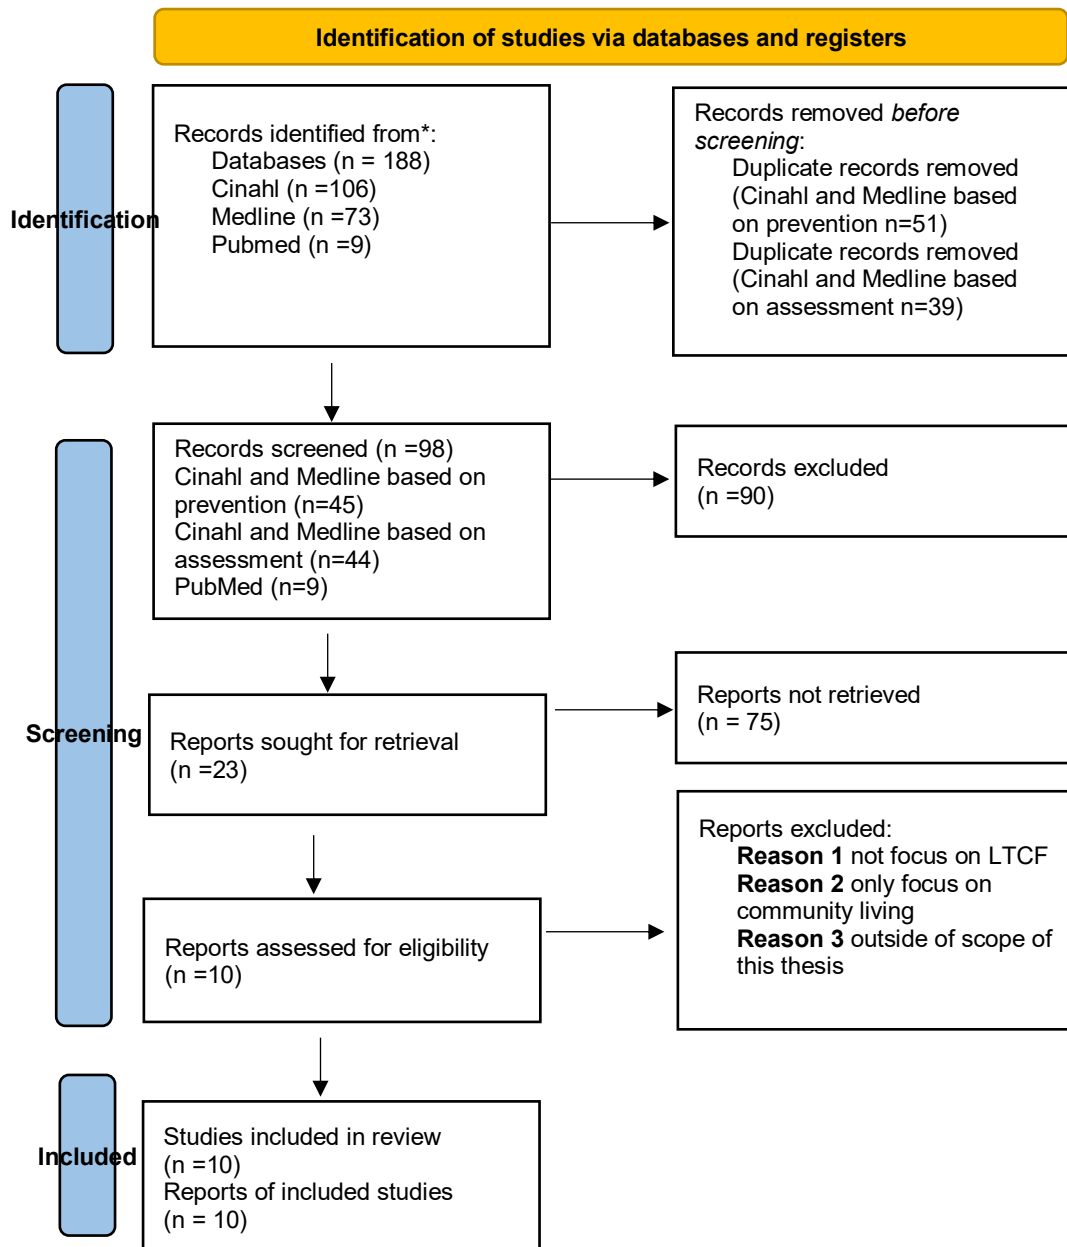 Identification of studies via databases and registers
Identification
Records identified from*:
Databases (n = 188)
Cinahl (n =106)
Medline (n =73)
Pubmed (n =9)
Records removed before
screening:
Duplicate records removed
(Cinahl and Medline based
on prevention n=51)
Duplicate records removed
(Cinahl and Medline based
on assessment n=39)
Screening
Records screened (n =98)
Cinahl and Medline based on
prevention (n=45)
Cinahl and Medline based on
assessment (n=44)
PubMed (n=9)
Records excluded
(n =90)
Reports sought for retrieval
(n =23)
Reports not retrieved
(n = 75)
Reports assessed for eligibility
(n =10)
Reports excluded:
Reason 1 not focus on LTCF
Reason 2 only focus on
community living
Reason 3 outside of scope of
this thesis
Included
Studies included in review
(n =10)
Reports of included studies
(n = 10)